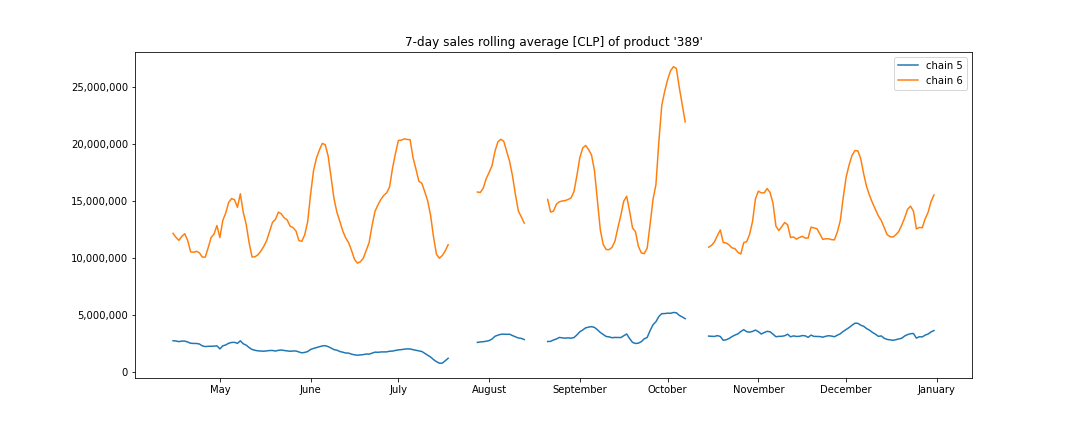 7-day sales rolling average [CLP] of product '389'
chain 5
chain 6
25,000,000
20,000,000
15,000,000
10,000,000
5,000,000
0
May June July August September October November December January